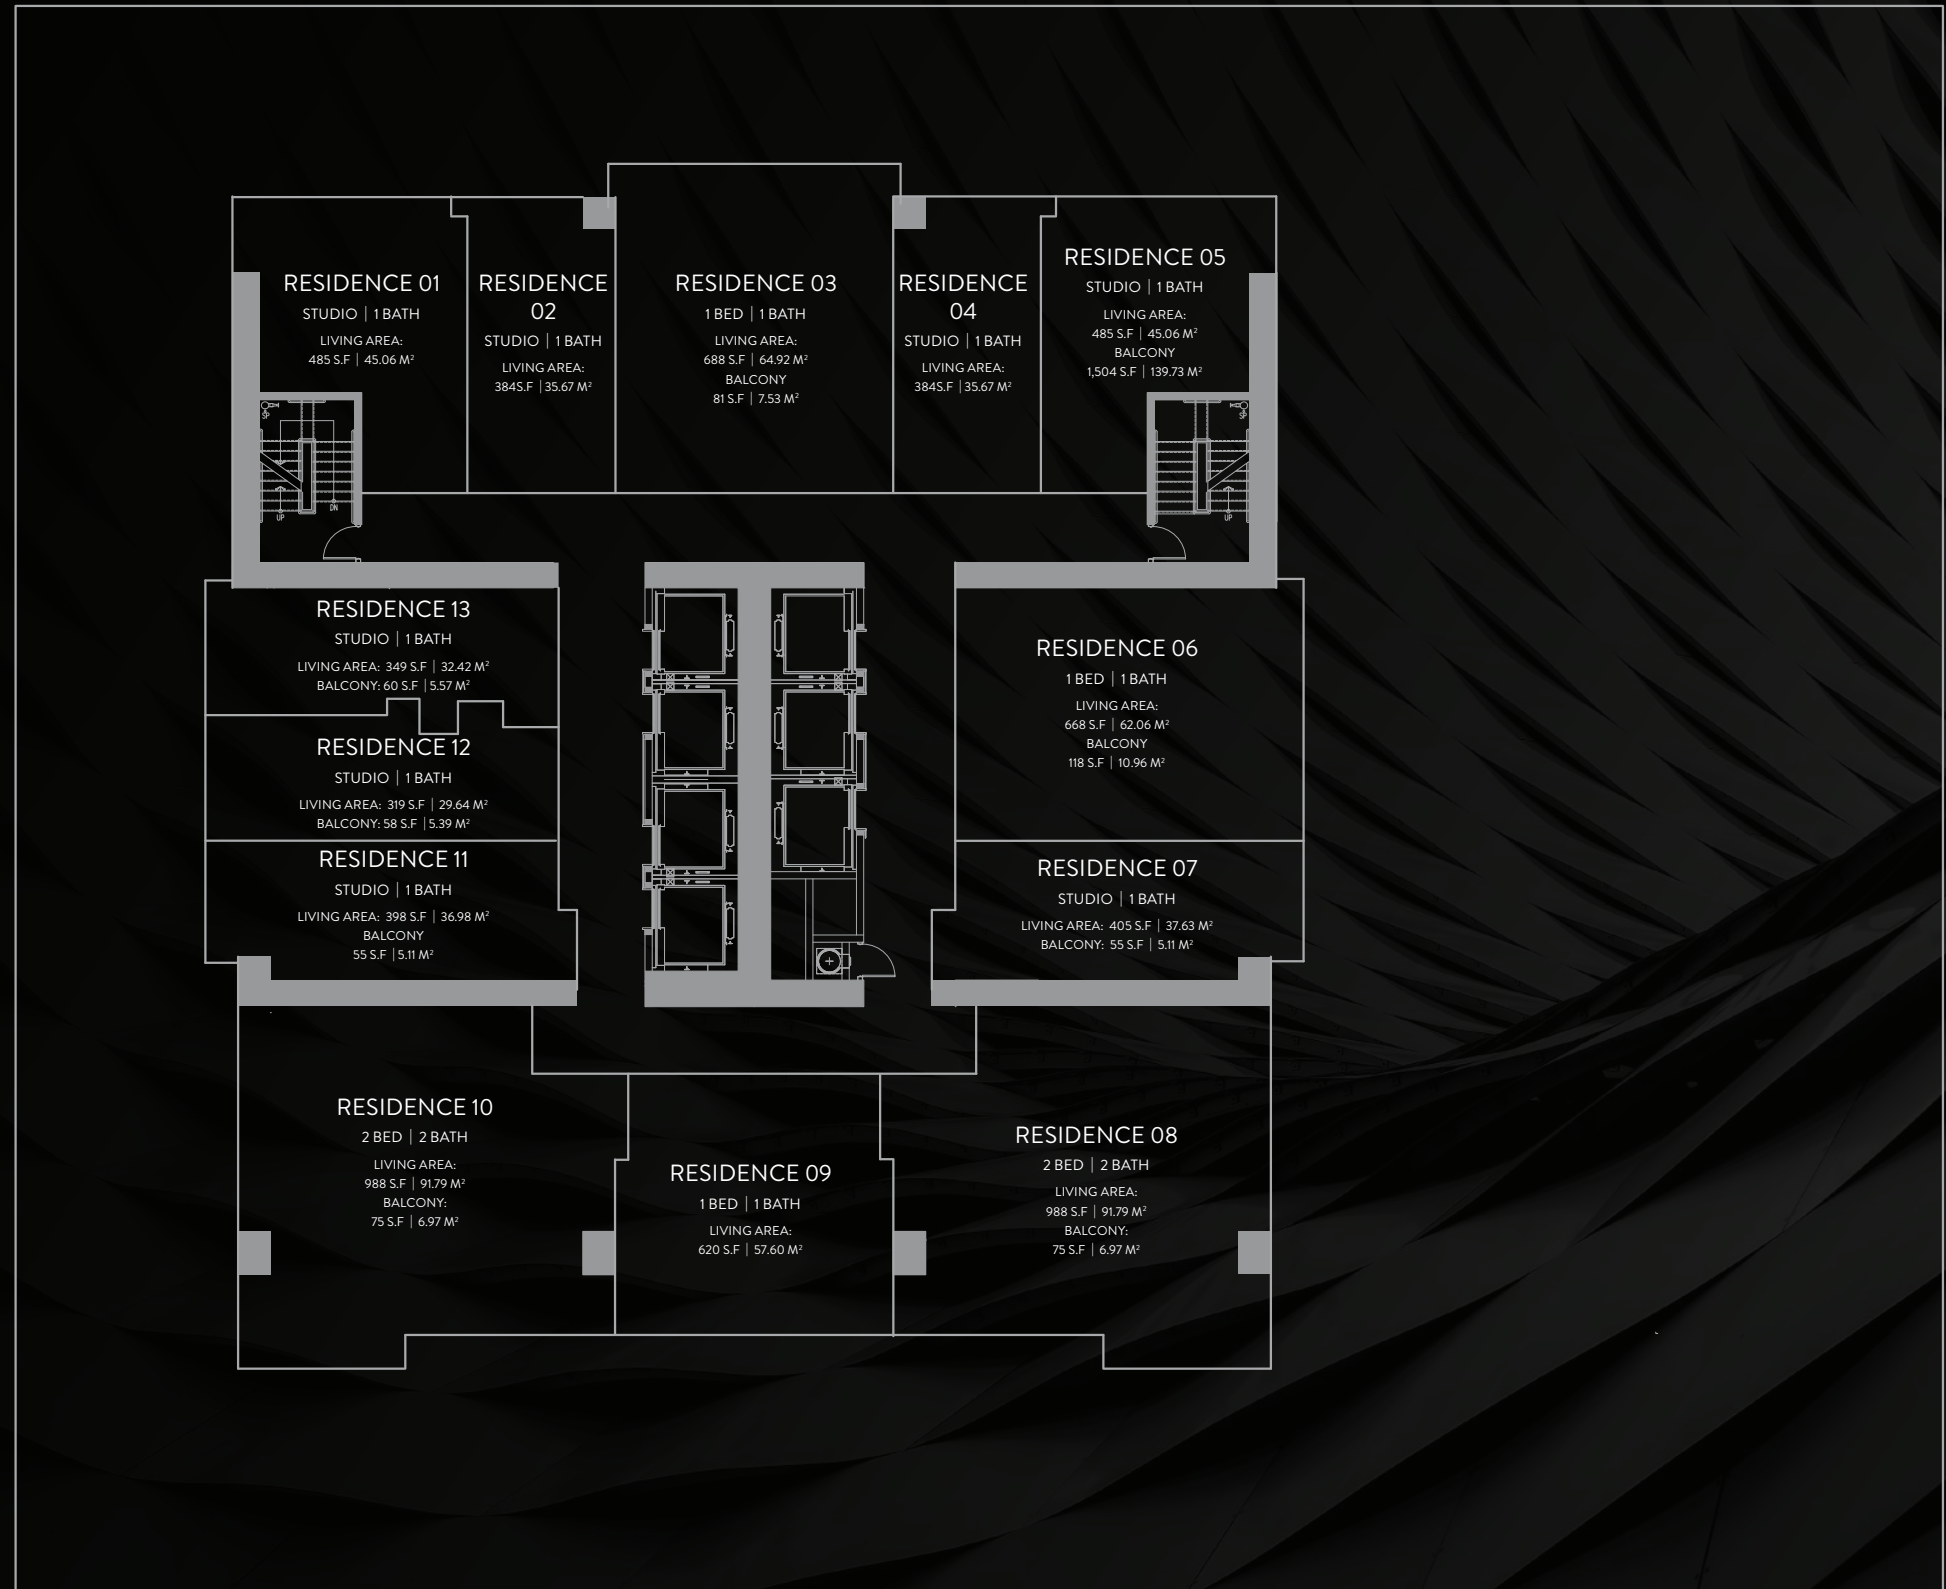 RESIDENCE 01
STUDIO | 1 BATH
LIVING AREA:
485 S.F | 45.06 M²
RESIDENCE
02
STUDIO | 1 BATH
LIVING AREA:
384S.F | 35.67 M²
RESIDENCE 03
1 BED | 1 BATH
LIVING AREA:
688 S.F | 64.92 M²
BALCONY
81 S.F | 7.53 M²
RESIDENCE
04
STUDIO | 1 BATH
LIVING AREA:
384S.F | 35.67 M²
RESIDENCE 05
STUDIO | 1 BATH
LIVING AREA:
485 S.F | 45.06 M²
BALCONY
1,504 S.F | 139.73 M²
SP
UP
DN
SP
UP
RESIDENCE 13
STUDIO | 1 BATH
LIVING AREA: 349 S.F | 32.42 M²
BALCONY: 60 S.F | 5.57 M²
RESIDENCE 12
STUDIO | 1 BATH
LIVING AREA: 319 S.F | 29.64 M²
BALCONY: 58 S.F | 5.39 M²
RESIDENCE 11
STUDIO | 1 BATH
LIVING AREA: 398 S.F | 36.98 M²
BALCONY
55 S.F | 5.11 M²
RESIDENCE 06
1 BED | 1 BATH
LIVING AREA:
668 S.F | 62.06 M²
BALCONY
118 S.F | 10.96 M²
RESIDENCE 07
STUDIO | 1 BATH
LIVING AREA: 405 S.F | 37.63 M²
BALCONY: 55 S.F | 5.11 M²
RESIDENCE 10
2 BED | 2 BATH
LIVING AREA:
988 S.F | 91.79 M²
BALCONY:
75 S.F | 6.97 M²
RESIDENCE 09
1 BED | 1 BATH
LIVING AREA:
620 S.F | 57.60 M²
RESIDENCE 08
2 BED | 2 BATH
LIVING AREA:
988 S.F | 91.79 M²
BALCONY:
75 S.F | 6.97 M²